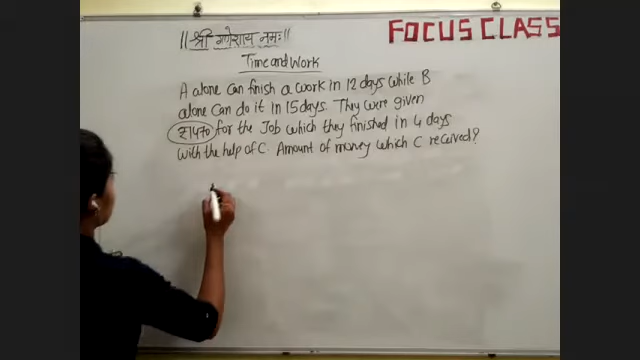 ||श्री गणेशाय नमः||
FOCUS CLASS
Time and Work
A alone can finish a work in 12 days while B
alone can do it in 15 days. They were given
₹1470 for the Job which they finished in 4 days
with the help of C. Amount of money which C received?